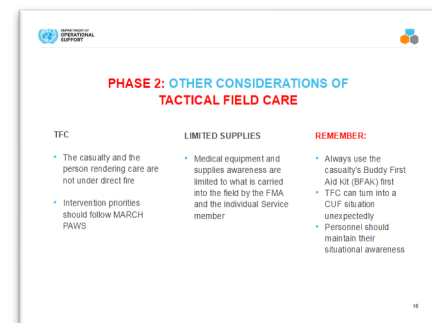 DEPARTMENT OF
OPERATIONAL
SUPPORT
PHASE 2: OTHER CONSIDERATIONS OF
TACTICAL FIELD CARE
TFC
• The casualty and the
person rendering care are
not under direct fire
• Intervention priorities
should follow MARCH
PAWS
LIMITED SUPPLIES
• Medical equipment and
supplies awareness are
limited to what is carried
into the field by the FMA
and the individual Service
member
REMEMBER:
• Always use the
casualty's Buddy First
Aid Kit (BFAK) first
• TFC can turn into a
CUF situation
unexpectedly
• Personnel should
maintain their
situational awareness